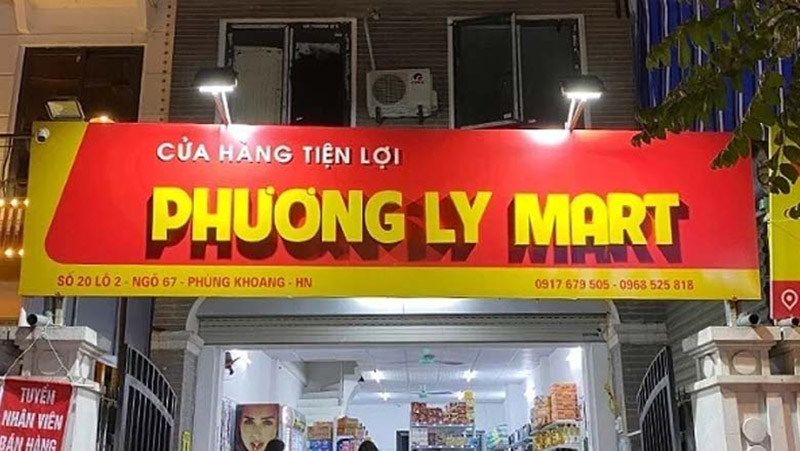 CỬA HÀNG TIỆN LỢI
PHƯƠNG LY MART
SỐ 20 LÔ 2 - NGÕ 67 - PHÙNG KHOANG - HN
0917 679 505 - 0968 525 818
TUYỂN
NHÂN VIÊN
BÁN HÀNG